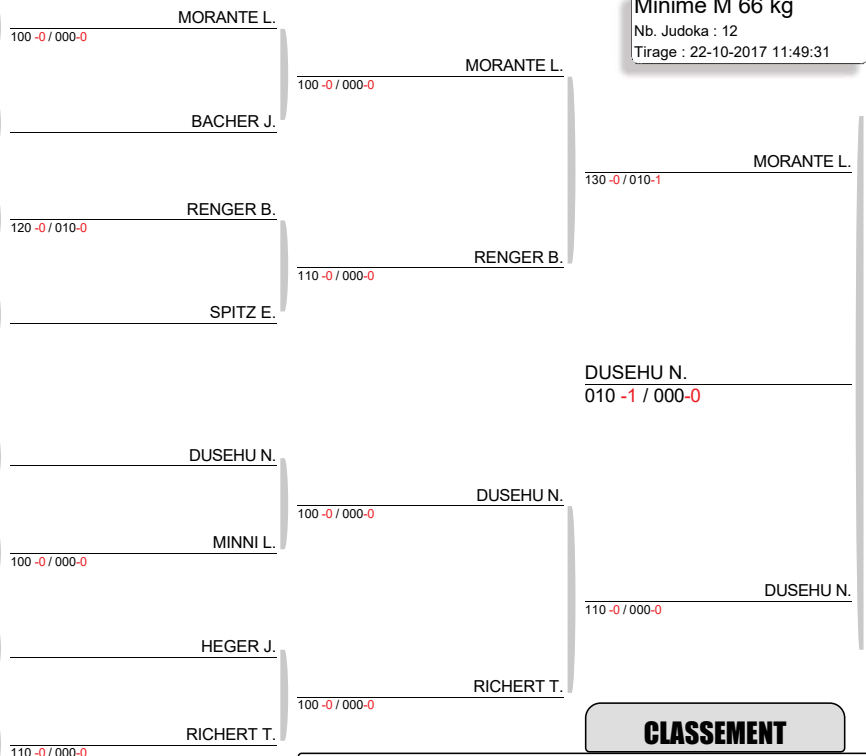 Minime M 66 kg
Nb. Judoka : 12
Tirage : 22-10-2017 11:49:31
MORANTE L.
100 -0 / 000-0
BACHER J.
RENGER B.
120 -0 / 010-0
SPITZ E.
DUSEHU N.
MINNI L.
100 -0 / 000-0
HEGER J.
RICHERT T.
110 -0 / 000-0
MORANTE L.
100 -0 / 000-0
RENGER B.
110 -0 / 000-0
DUSEHU N.
100 -0 / 000-0
RICHERT T.
100 -0 / 000-0
MORANTE L.
130 -0 / 010-1
DUSEHU N.
010 -1 / 000-0
DUSEHU N.
110 -0 / 000-0
CLASSEMENT